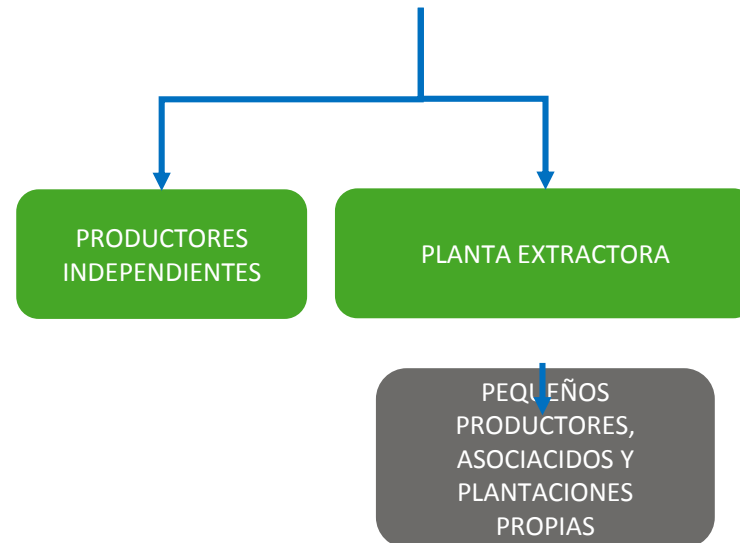 PRODUCTORES
INDEPENDIENTES
PLANTA EXTRACTORA
PEQUEÑOS
PRODUCTORES,
ASOCIACIDOS Y
PLANTACIONES
PROPIAS